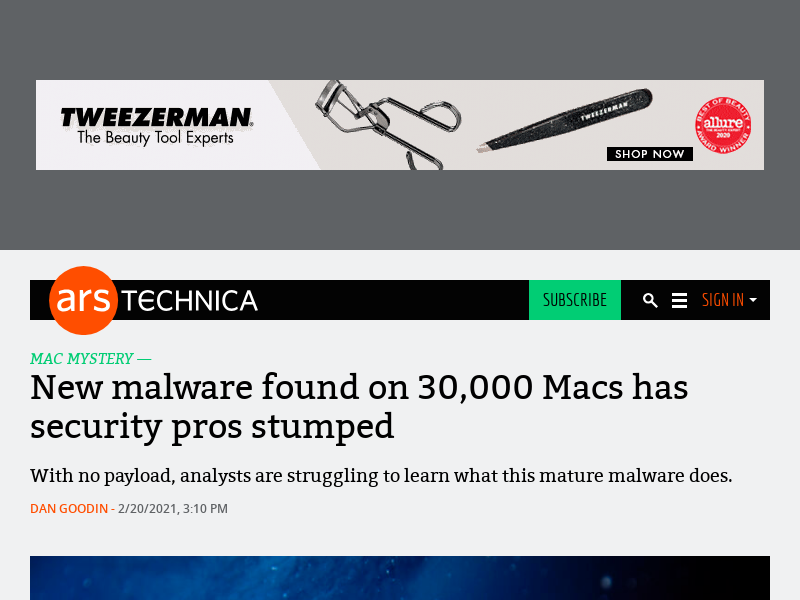 TWEEZERMAN®
The Beauty Tool Experts
TWEEZERMAN
SHOP NOW
BEST OF BEAUTY
allure
THE BEAUTY EXPERT
2020
AWARD WINNER
ars TECHNICA
SUBSCRIBE
SIGN IN
MAC MYSTERY —
New malware found on 30,000 Macs has
security pros stumped
With no payload, analysts are struggling to learn what this mature malware does.
DAN GOODIN - 2/20/2021, 3:10 PM